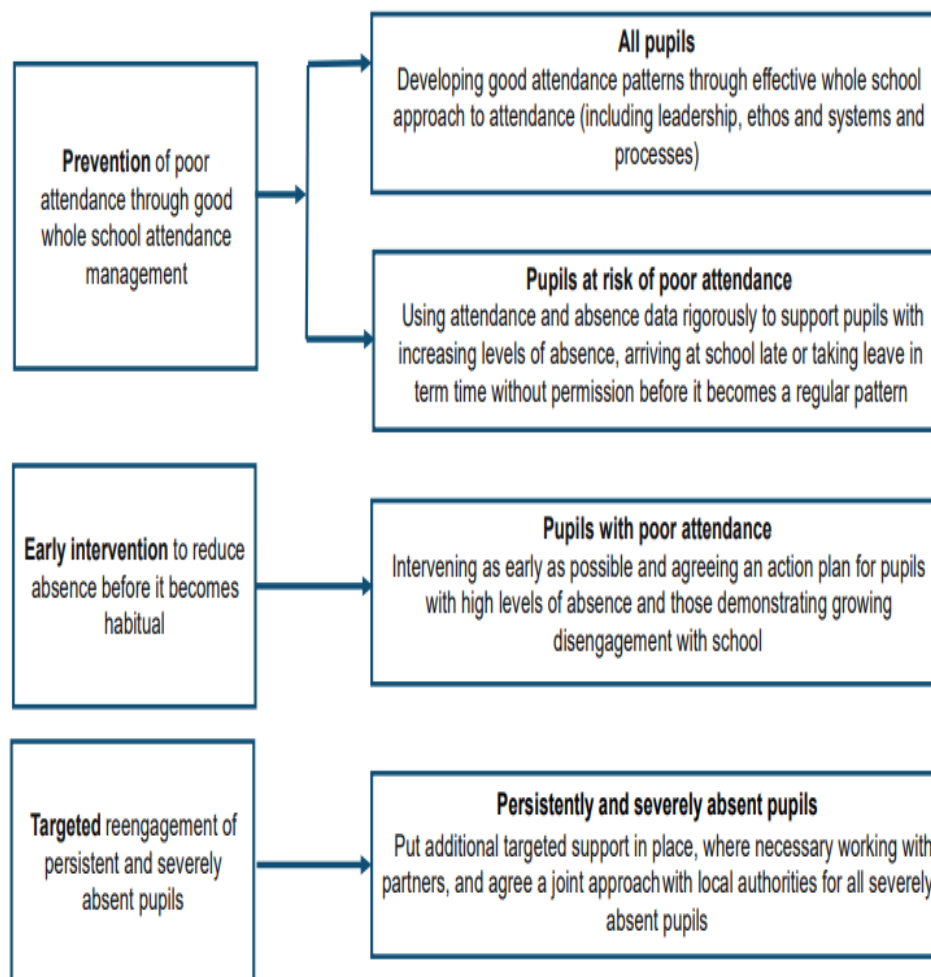 All pupils
Developing good attendance patterns through effective whole school
approach to attendance (including leadership, ethos and systems and
processes)
Prevention of poor
attendance through good
whole school attendance
management
Pupils at risk of poor attendance
Using attendance and absence data rigorously to support pupils with
increasing levels of absence, arriving at school late or taking leave in
term time without permission before it becomes a regular pattern
Early intervention to reduce
absence before it becomes
habitual
Pupils with poor attendance
Intervening as early as possible and agreeing an action plan for pupils
with high levels of absence and those demonstrating growing
disengagement with school
Targeted reengagement of
persistent and severely
absent pupils
Persistently and severely absent pupils
Put additional targeted support in place, where necessary working with
partners, and agree a joint approach with local authorities for all severely
absent pupils